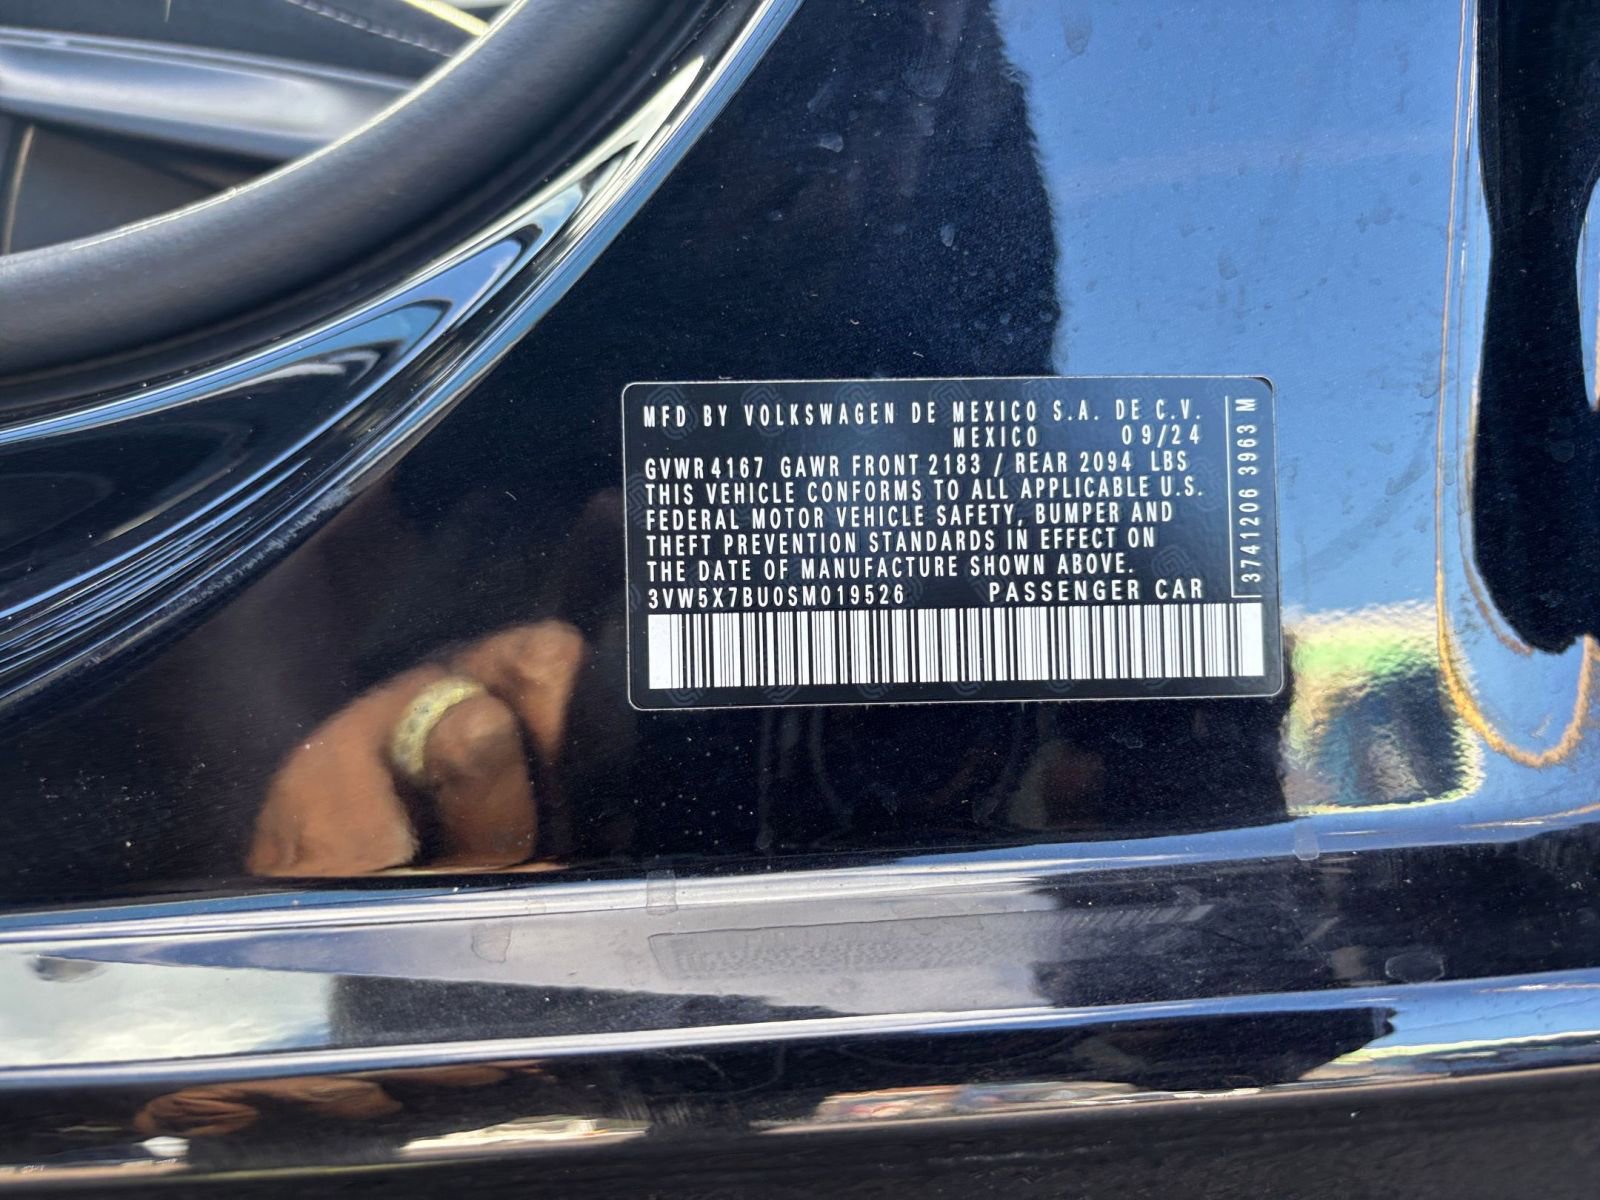 MFD BY VOLKSWAGEN DE MEXICO S.A. DE C.V.
MEXICO 09/24
GVWR 4167 GAWR FRONT 2183 / REAR 2094 LBS
THIS VEHICLE CONFORMS TO ALL APPLICABLE U.S.
FEDERAL MOTOR VEHICLE SAFETY, BUMPER AND
THEFT PREVENTION STANDARDS IN EFFECT ON
THE DATE OF MANUFACTURE SHOWN ABOVE.
3VW5X7BU0SM019526 PASSENGER CAR
3741206 3963 M